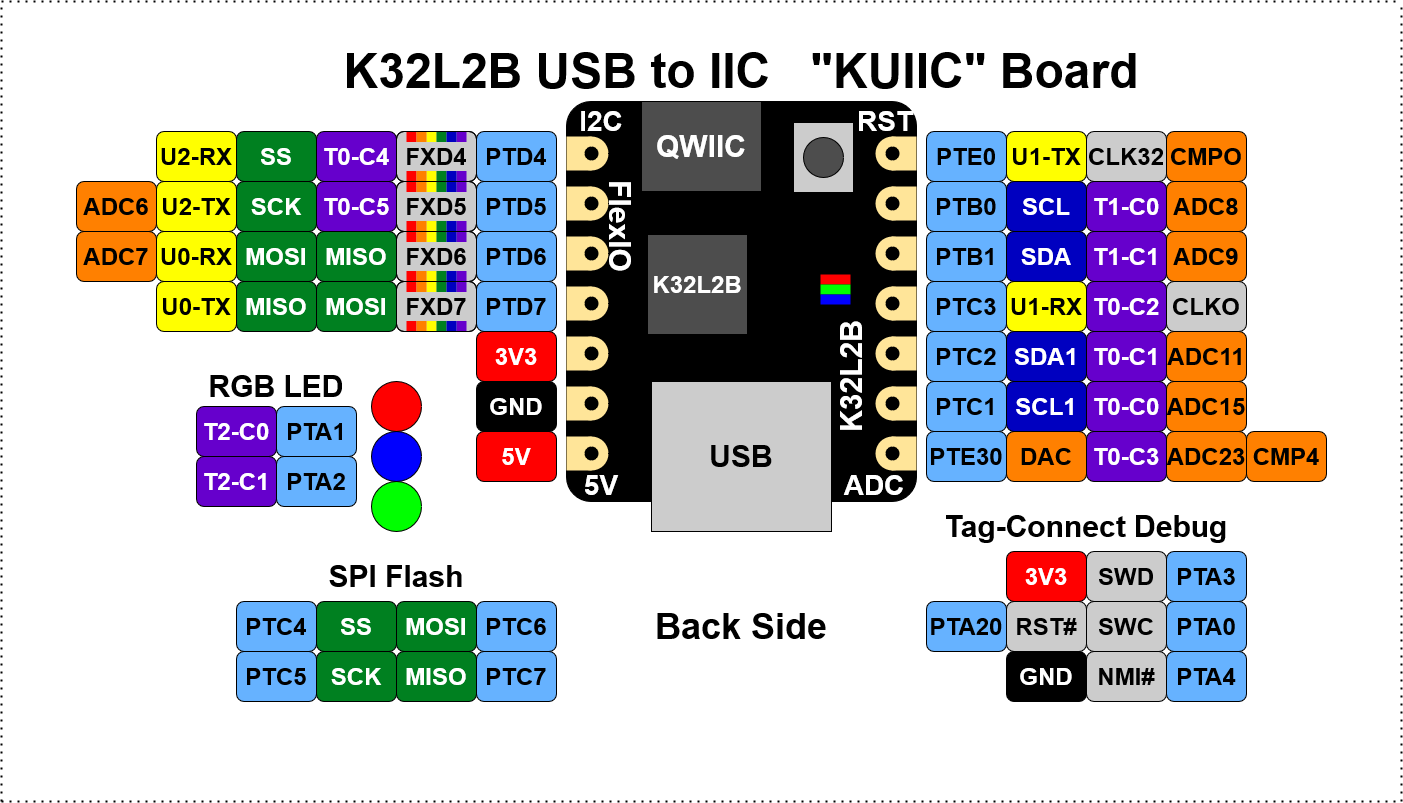 K32L2B USB to IIC "KUIIC" Board
I2C
QWIIC
RST
U2-RX SS T0-C4 FXD4 PTD4
PTE0 U1-TX CLK32 CMPO
ADC6 U2-TX SCK T0-C5 FXD5 PTD5
FlexIO
PTB0 SCL T1-C0 ADC8
ADC7 U0-RX MOSI MISO FXD6 PTD6
PTB1 SDA T1-C1 ADC9
K32L2B
U0-TX MISO MOSI FXD7 PTD7
PTC3 U1-RX T0-C2 CLKO
3V3
K32L2B
PTC2 SDA1 T0-C1 ADC11
GND
PTC1 SCL1 T0-C0 ADC15
5V
USB
PTE30 DAC T0-C3 ADC23 CMP4
5V
ADC
RGB LED
T2-C0 PTA1
T2-C1 PTA2
SPI Flash
PTC4 SS MOSI PTC6
PTC5 SCK MISO PTC7
Back Side
Tag-Connect Debug
3V3 SWD PTA3
PTA20 RST# SWC PTA0
GND NMI# PTA4